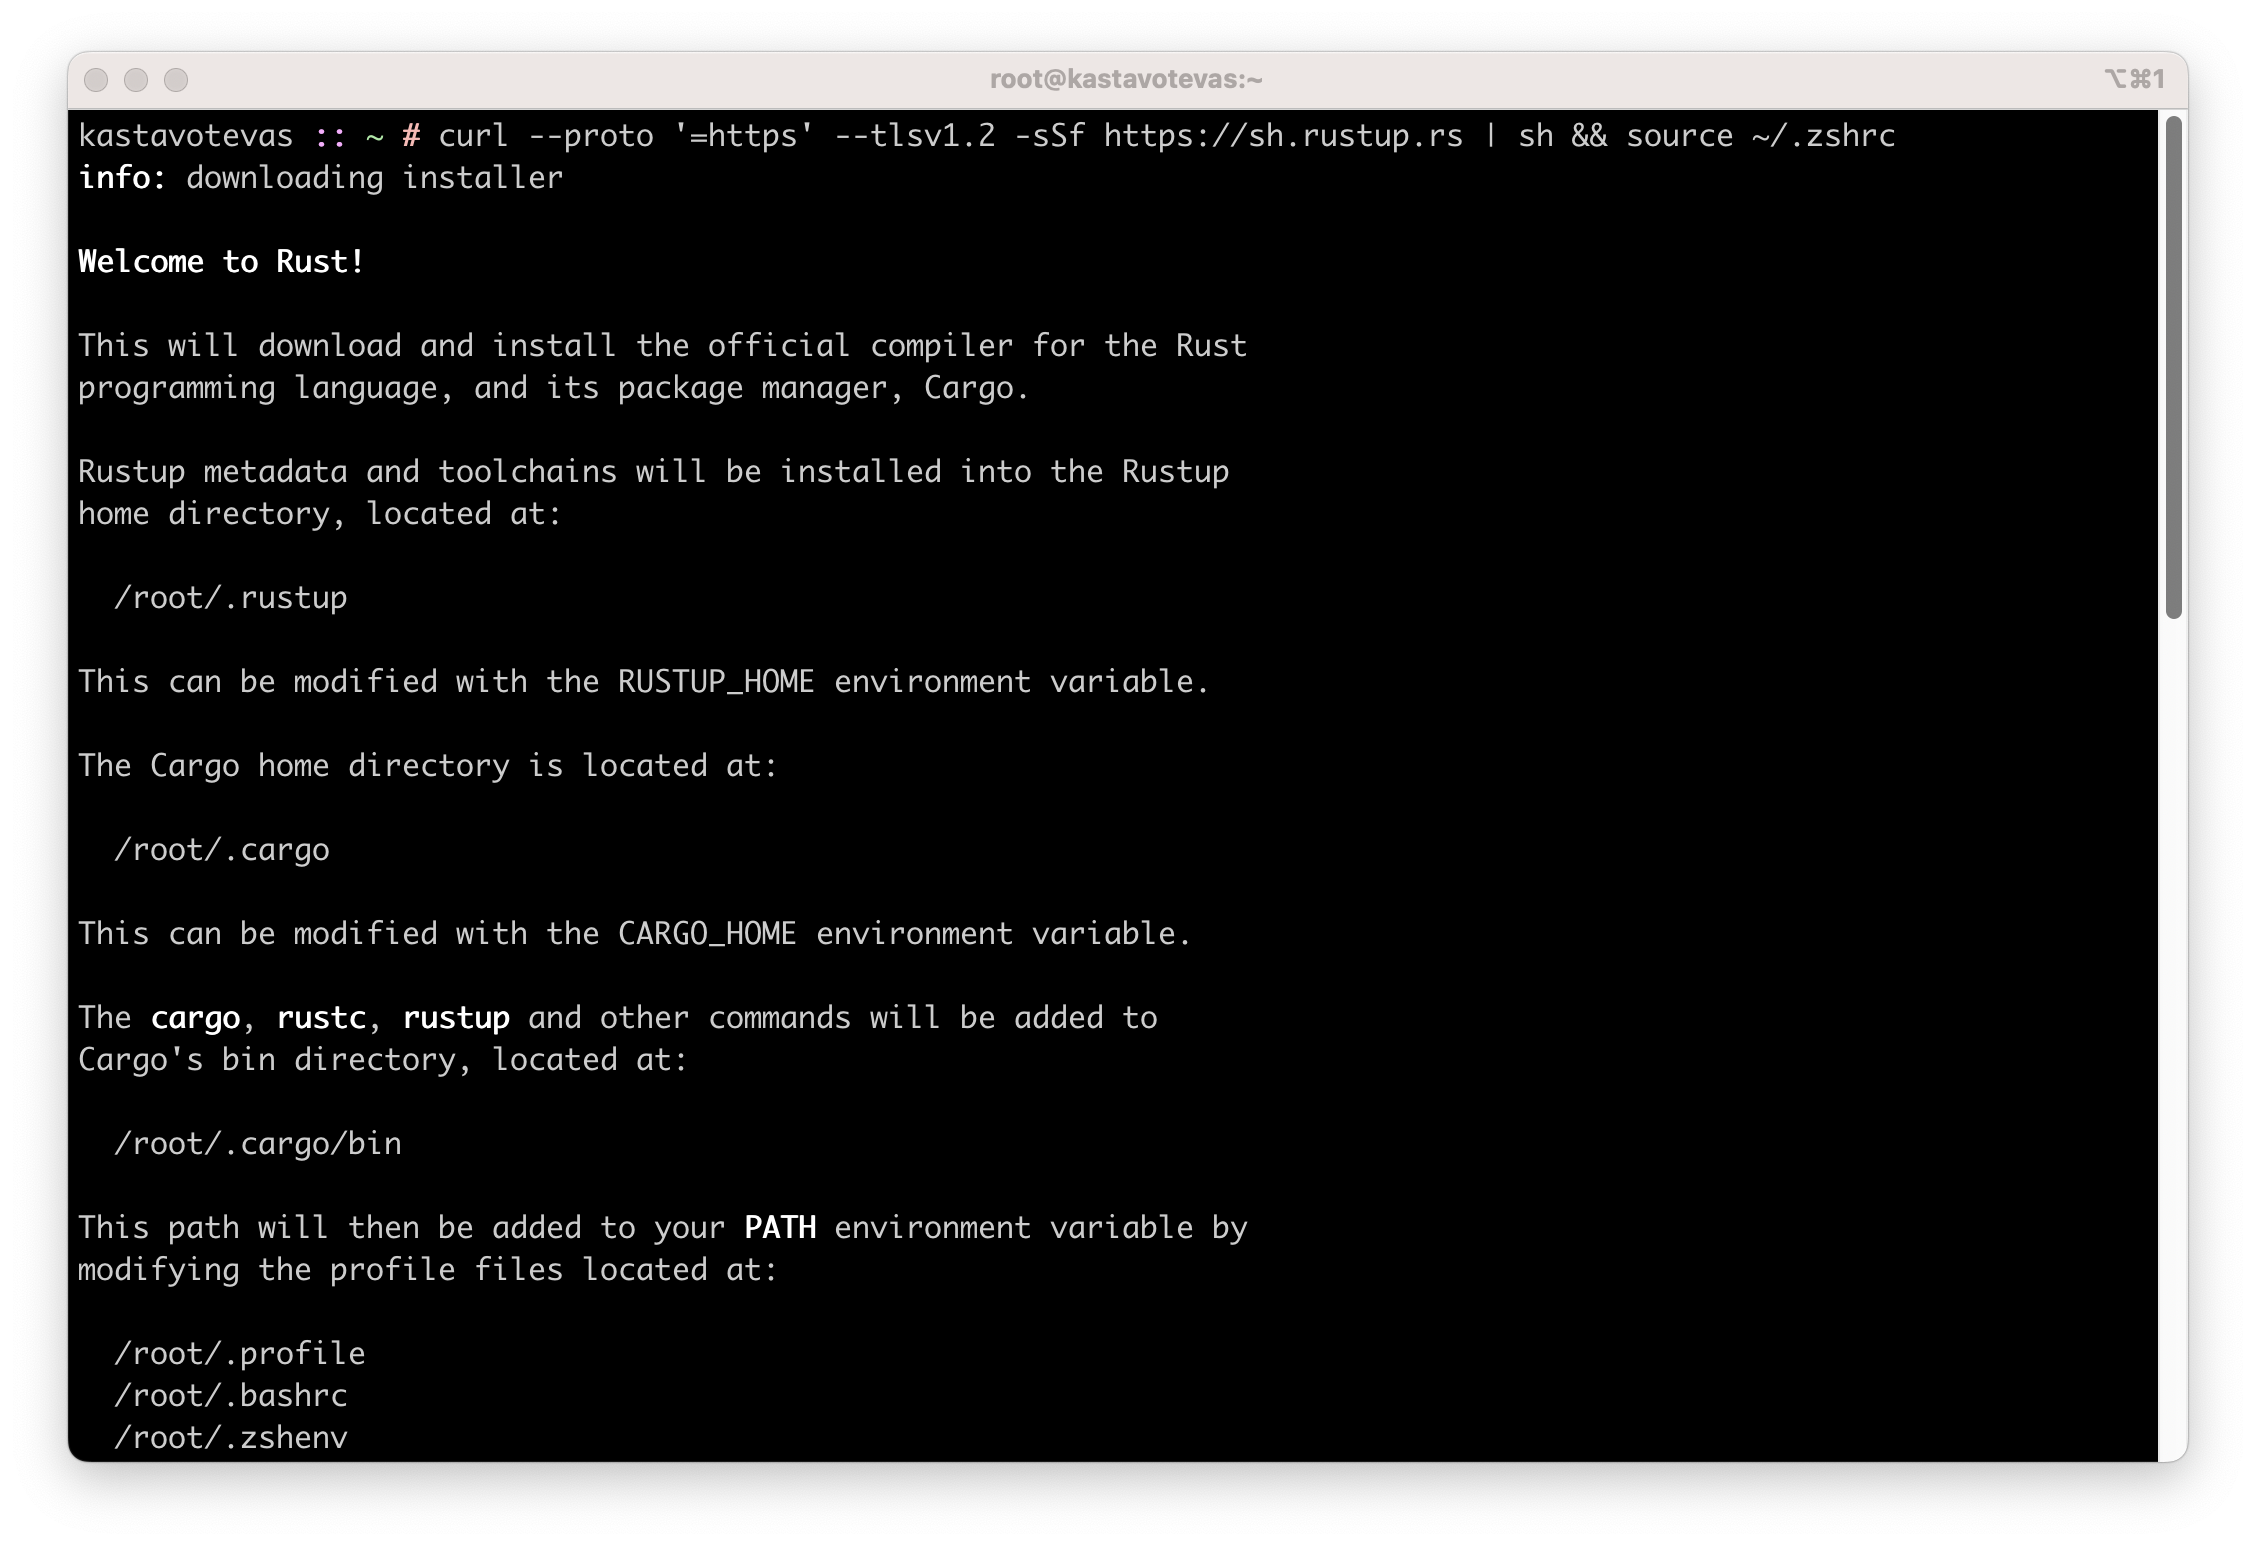 root@kastavotevas:~
⌥⌘1
kastavotevas :: ~ # curl --proto '=https' --tlsv1.2 -sSf https://sh.rustup.rs | sh && source ~/.zshrc
info: downloading installer
Welcome to Rust!
This will download and install the official compiler for the Rust
programming language, and its package manager, Cargo.
Rustup metadata and toolchains will be installed into the Rustup
home directory, located at:
/root/.rustup
This can be modified with the RUSTUP_HOME environment variable.
The Cargo home directory is located at:
/root/.cargo
This can be modified with the CARGO_HOME environment variable.
The cargo, rustc, rustup and other commands will be added to
Cargo's bin directory, located at:
/root/.cargo/bin
This path will then be added to your PATH environment variable by
modifying the profile files located at:
/root/.profile
/root/.bashrc
/root/.zshenv